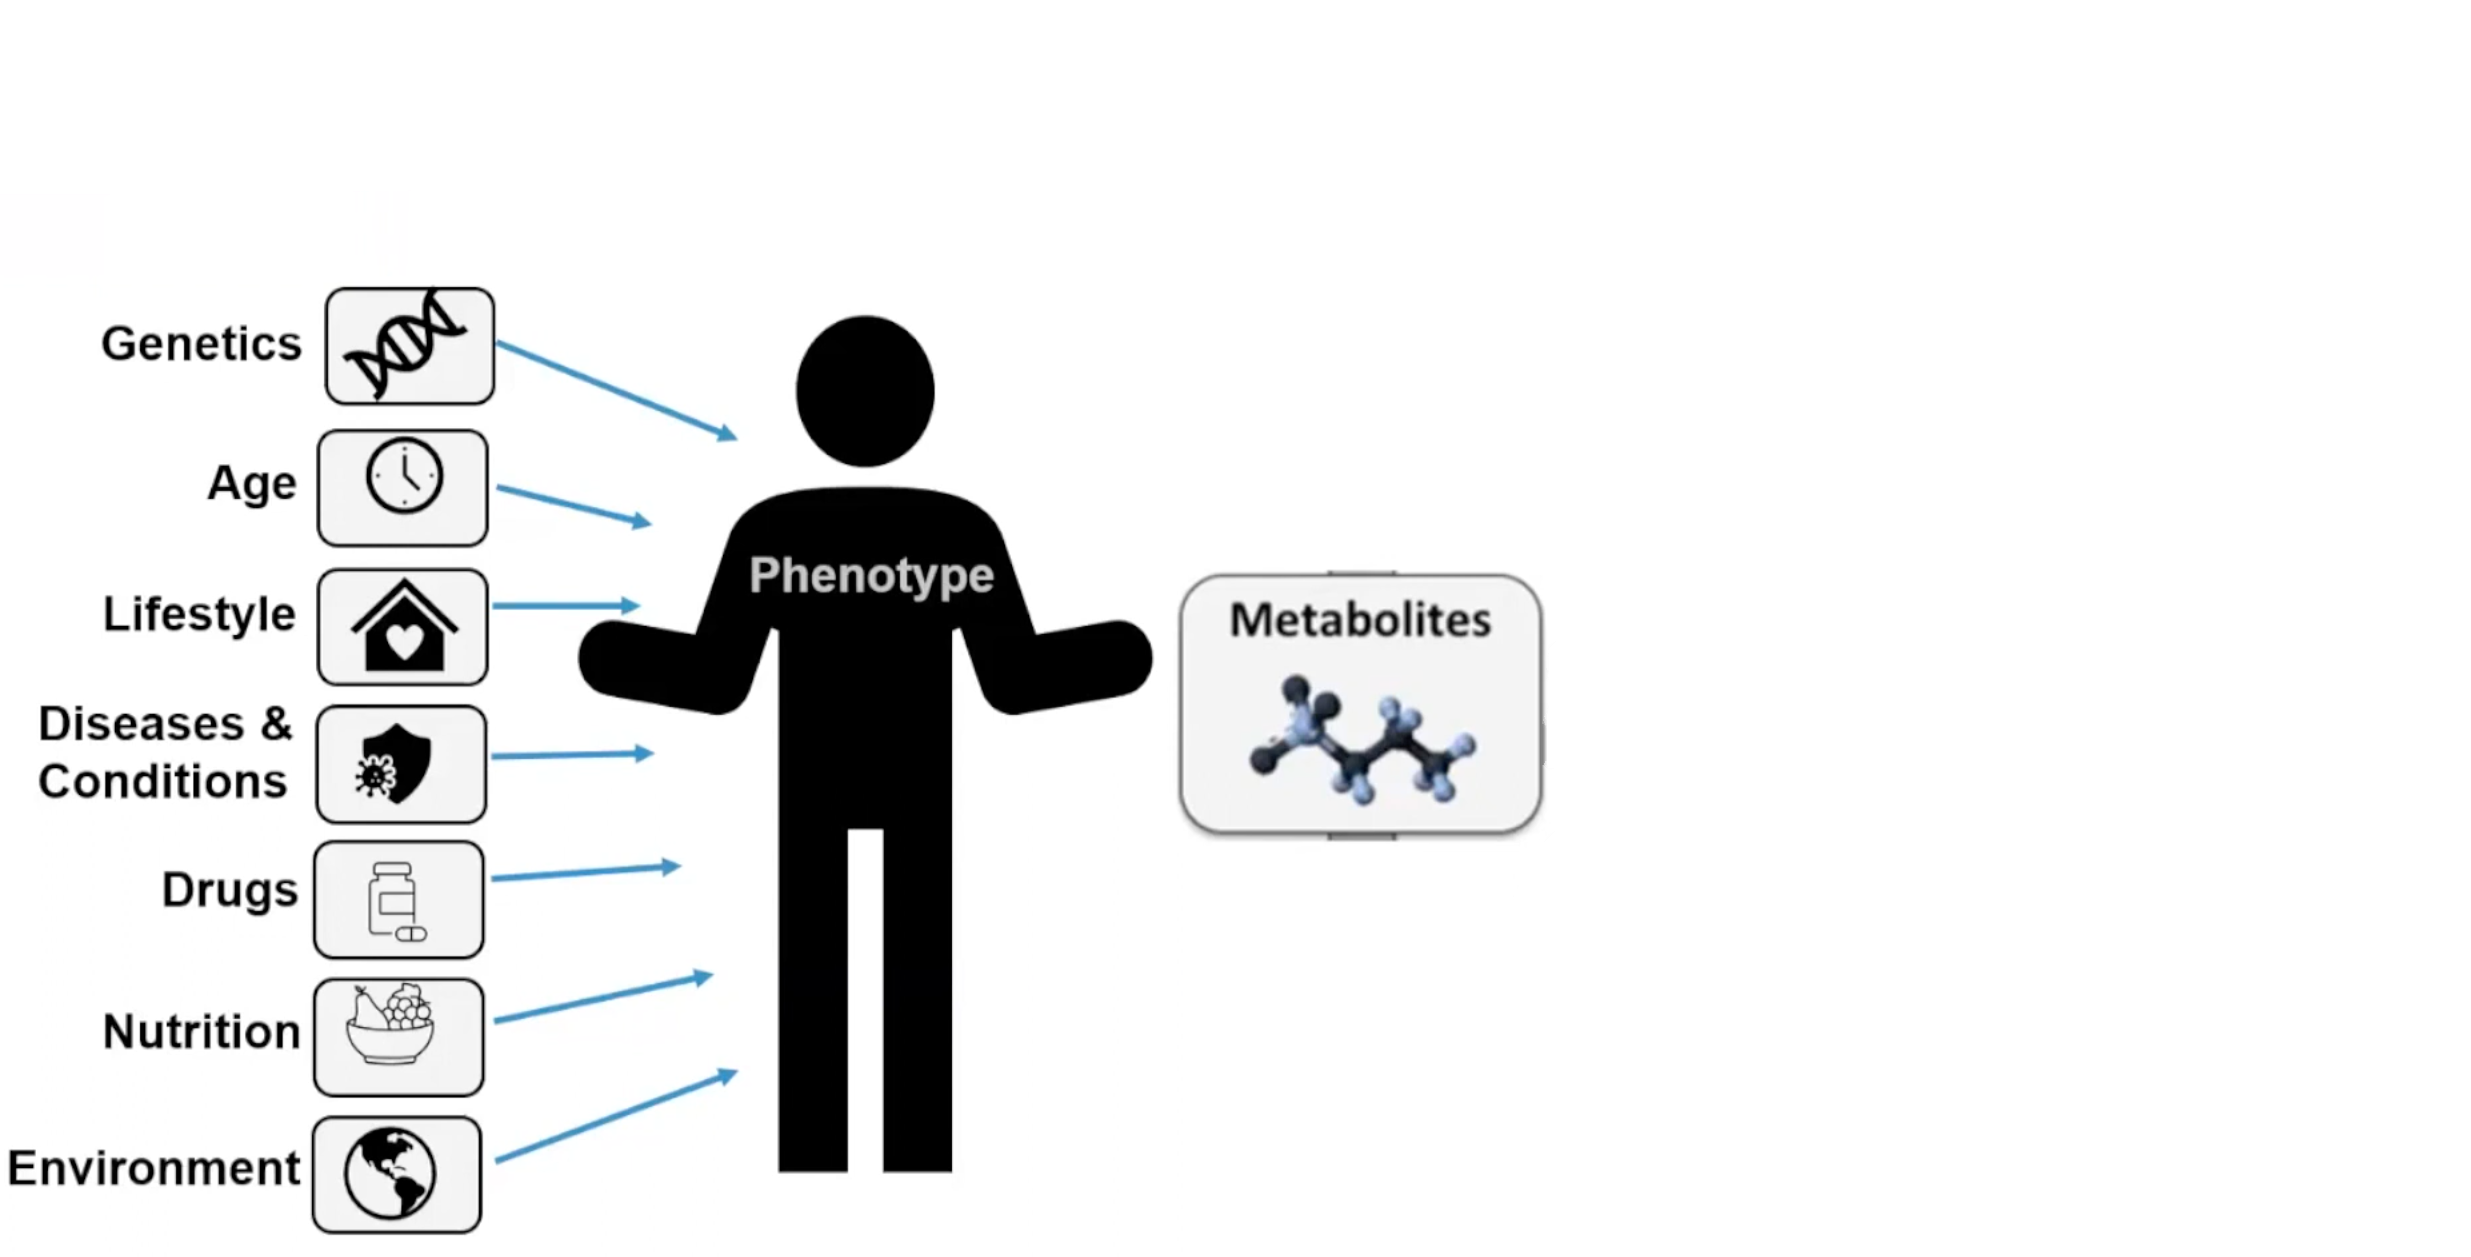 Genetics
Age
Lifestyle
Diseases &
Conditions
Drugs
Nutrition
Environment
Phenotype
Metabolites